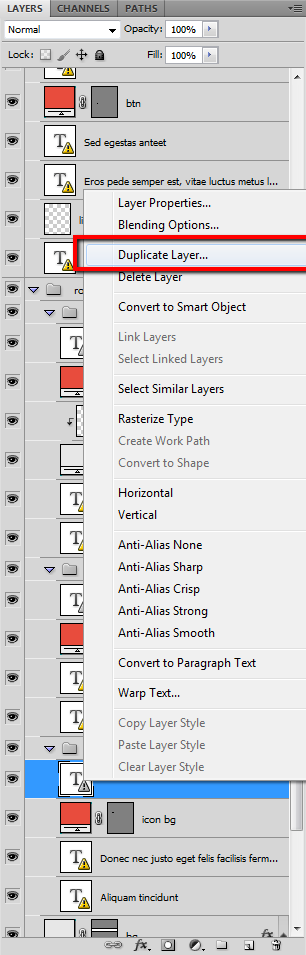 LAYERS CHANNELS PATHS
Normal Opacity: 100%
Lock: Fill: 100%
btn
Sed egestas anteet
Eros pede semper est, vitae luctus metus l...
Layer Properties...
Blending Options...
Duplicate Layer...
Delete Layer
Convert to Smart Object
Link Layers
Select Linked Layers
Select Similar Layers
Rasterize Type
Create Work Path
Convert to Shape
Horizontal
Vertical
Anti-Alias None
Anti-Alias Sharp
Anti-Alias Crisp
Anti-Alias Strong
Anti-Alias Smooth
Convert to Paragraph Text
Warp Text...
Copy Layer Style
Paste Layer Style
Clear Layer Style
icon bg
Donec nec justo eget felis facilisis ferm...
Aliquam tincidunt
bg fx
fx